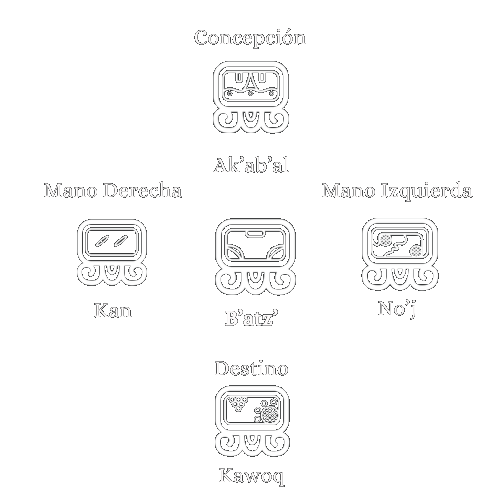 Concepción
Ak'ab'al
Mano Derecha
Mano Izquierda
Kan
B'atz'
No'j
Destino
Kawoq